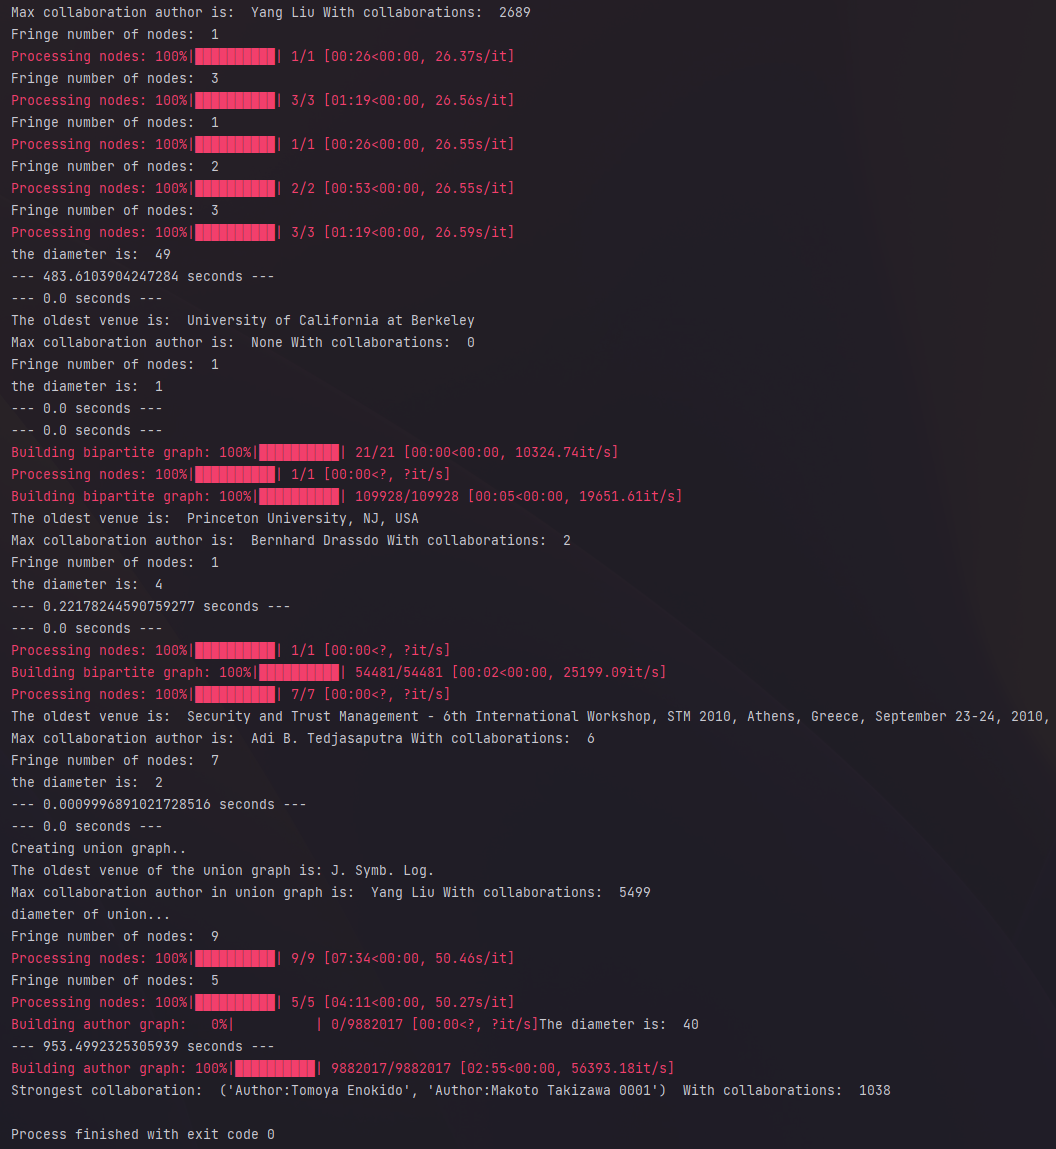 Max collaboration author is:  Yang Liu With collaborations:  2689
Fringe number of nodes:  1
Processing nodes: 100%|██████████| 1/1 [00:26<00:00, 26.37s/it]
Fringe number of nodes:  3
Processing nodes: 100%|██████████| 3/3 [01:19<00:00, 26.56s/it]
Fringe number of nodes:  1
Processing nodes: 100%|██████████| 1/1 [00:26<00:00, 26.55s/it]
Fringe number of nodes:  2
Processing nodes: 100%|██████████| 2/2 [00:53<00:00, 26.55s/it]
Fringe number of nodes:  3
Processing nodes: 100%|██████████| 3/3 [01:19<00:00, 26.59s/it]
the diameter is:  49
--- 483.6103904247284 seconds ---
--- 0.0 seconds ---
The oldest venue is:  University of California at Berkeley
Max collaboration author is:  None With collaborations:  0
Fringe number of nodes:  1
the diameter is:  1
--- 0.0 seconds ---
--- 0.0 seconds ---
Building bipartite graph: 100%|██████████| 21/21 [00:00<00:00, 10324.74it/s]
Processing nodes: 100%|██████████| 1/1 [00:00<?, ?it/s]
Building bipartite graph: 100%|██████████| 109928/109928 [00:05<00:00, 19651.61it/s]
The oldest venue is:  Princeton University, NJ, USA
Max collaboration author is:  Bernhard Drassdo With collaborations:  2
Fringe number of nodes:  1
the diameter is:  4
--- 0.22178244590759277 seconds ---
--- 0.0 seconds ---
Processing nodes: 100%|██████████| 1/1 [00:00<?, ?it/s]
Building bipartite graph: 100%|██████████| 54481/54481 [00:02<00:00, 25199.09it/s]
Processing nodes: 100%|██████████| 7/7 [00:00<?, ?it/s]
The oldest venue is:  Security and Trust Management - 6th International Workshop, STM 2010, Athens, Greece, September 23-24, 2010,
Max collaboration author is:  Adi B. Tedjasaputra With collaborations:  6
Fringe number of nodes:  7
the diameter is:  2
--- 0.0009996891021728516 seconds ---
--- 0.0 seconds ---
Creating union graph..
The oldest venue of the union graph is: J. Symb. Log.
Max collaboration author in union graph is:  Yang Liu With collaborations:  5499
diameter of union...
Fringe number of nodes:  9
Processing nodes: 100%|██████████| 9/9 [07:34<00:00, 50.46s/it]
Fringe number of nodes:  5
Processing nodes: 100%|██████████| 5/5 [04:11<00:00, 50.27s/it]
Building author graph:   0%|          | 0/9882017 [00:00<?, ?it/s]The diameter is:  40
--- 953.4992325305939 seconds ---
Building author graph: 100%|██████████| 9882017/9882017 [02:55<00:00, 56393.18it/s]
Strongest collaboration:  ('Author:Tomoya Enokido', 'Author:Makoto Takizawa 0001')  With collaborations:  1038
Process finished with exit code 0